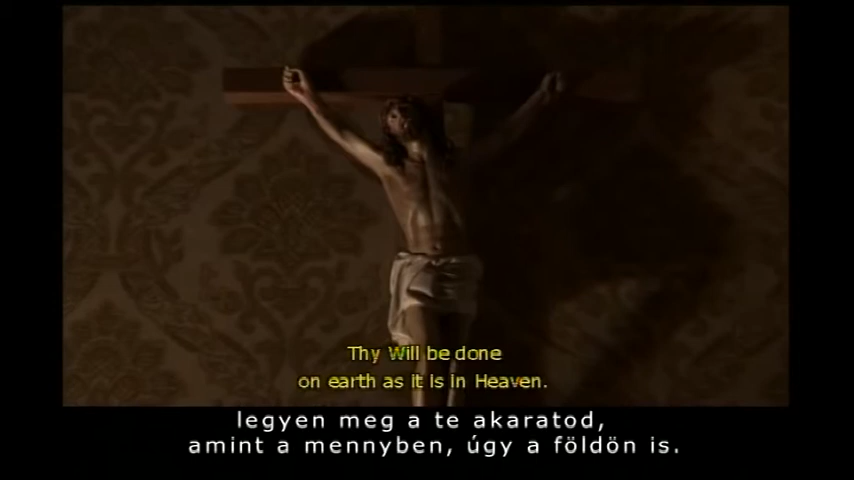 Thy Will be done
on earth as it is in Heaven.
legyen meg a te akaratod,
amint a mennyben, úgy a földön is.